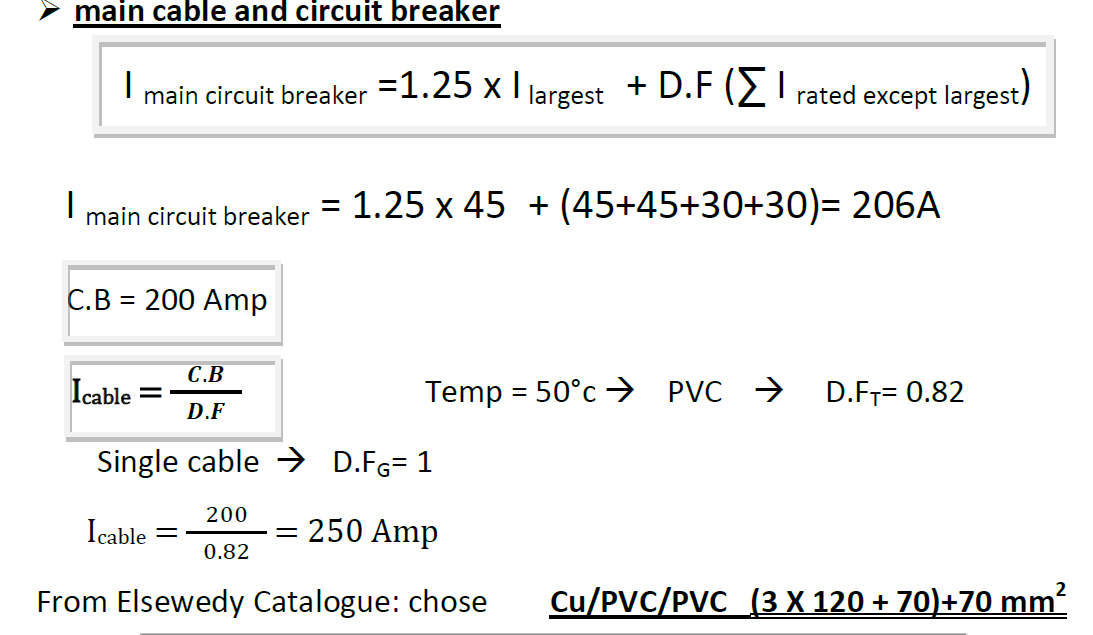 ➢ main cable and circuit breaker
I main circuit breaker =1.25 x I largest + D.F (∑ I rated except largest)
I main circuit breaker = 1.25 x 45 + (45+45+30+30)= 206A
C.B = 200 Amp
Icable = C.B / D.F Temp = 50°c → PVC → D.FT= 0.82
Single cable → D.FG= 1
Icable = 200 / 0.82 = 250 Amp
From Elsewedy Catalogue: chose Cu/PVC/PVC (3 X 120 + 70)+70 mm²